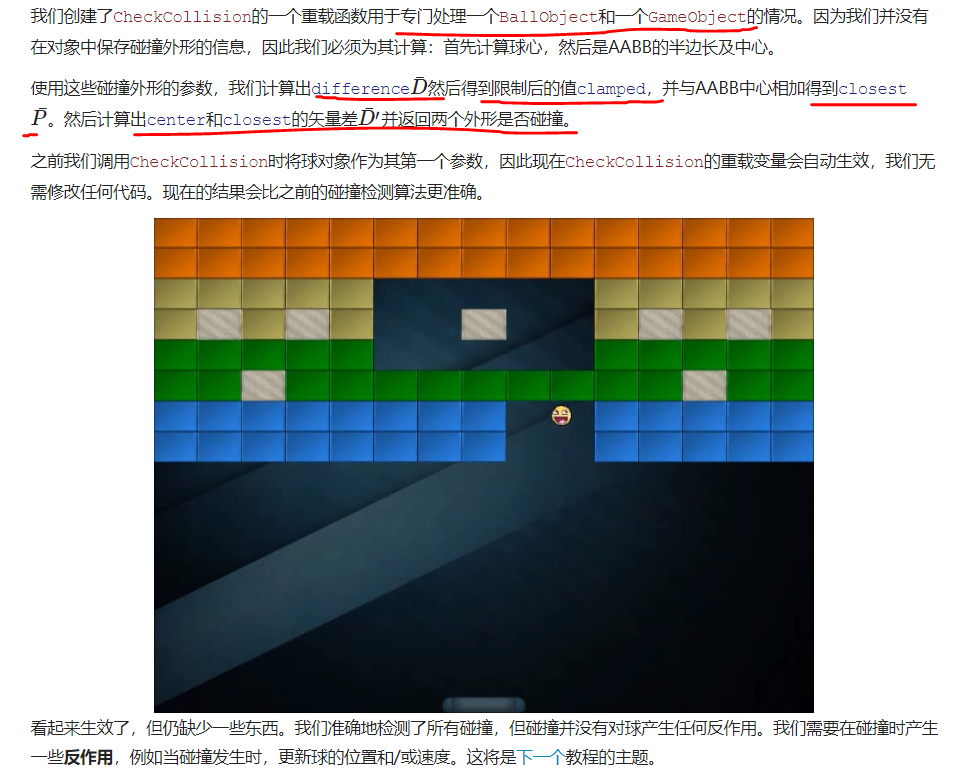 我们创建了CheckCollision的一个重载函数用于专门处理一个BallObject和一个GameObject的情况。因为我们并没有
在对象中保存碰撞外形的信息，因此我们必须为其计算：首先计算球心，然后是AABB的半边长及中心。
使用这些碰撞外形的参数，我们计算出differenceD̄然后得到限制后的值clamped，并与AABB中心相加得到closest
P̄。然后计算出center和closest的矢量差D̄′并返回两个外形是否碰撞。
之前我们调用CheckCollision时将球对象作为其第一个参数，因此现在CheckCollision的重载变量会自动生效，我们无
需修改任何代码。现在的结果会比之前的碰撞检测算法更准确。
看起来生效了，但仍缺少一些东西。我们准确地检测了所有碰撞，但碰撞并没有对球产生任何反作用。我们需要在碰撞时产生
一些反作用，例如当碰撞发生时，更新球的位置和/或速度。这将是下一个教程的主题。